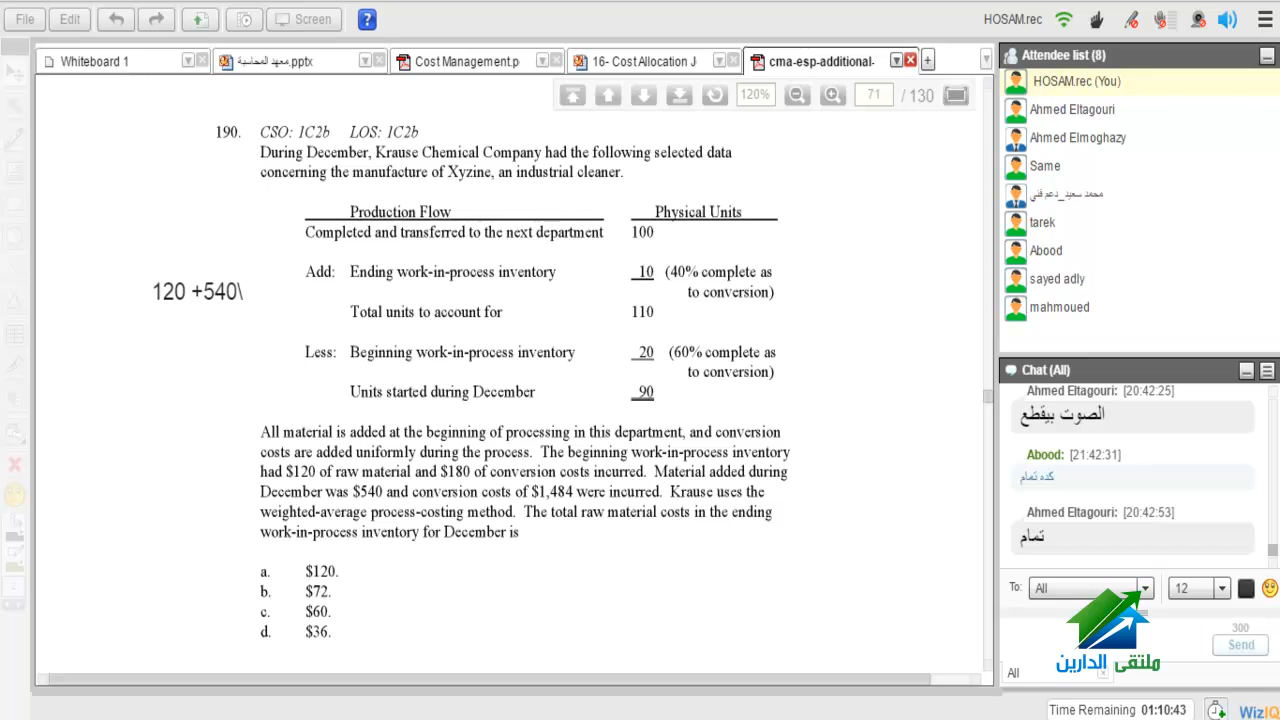 File
Edit
Screen
?
HOSAM.rec
Whiteboard 1
معهد المحاسبة.pptx
Cost Management.p
16- Cost Allocation J
cma-esp-additional-
120%
71
/ 130
190. CSO: 1C2b LOS: 1C2b
During December, Krause Chemical Company had the following selected data
concerning the manufacture of Xyzine, an industrial cleaner.
Production Flow Physical Units
Completed and transferred to the next department 100
Add: Ending work-in-process inventory 10 (40% complete as
to conversion)
120 +540\
Total units to account for 110
Less: Beginning work-in-process inventory 20 (60% complete as
to conversion)
Units started during December 90
All material is added at the beginning of processing in this department, and conversion
costs are added uniformly during the process. The beginning work-in-process inventory
had $120 of raw material and $180 of conversion costs incurred. Material added during
December was $540 and conversion costs of $1,484 were incurred. Krause uses the
weighted-average process-costing method. The total raw material costs in the ending
work-in-process inventory for December is
a. $120.
b. $72.
c. $60.
d. $36.
Attendee list (8)
HOSAM.rec (You)
Ahmed Eltagouri
Ahmed Elmoghazy
Same
محمد سعيد_دعم فني
tarek
Abood
sayed adly
mahmoued
Chat (All)
Ahmed Eltagouri: [20:42:25]
الصوت بيقطع
Abood: [21:42:31]
كده تمام
Ahmed Eltagouri: [20:42:53]
تمام
To: All 12
300
Send
ملتقى الدارين
All
Time Remaining 01:10:43
WizIQ